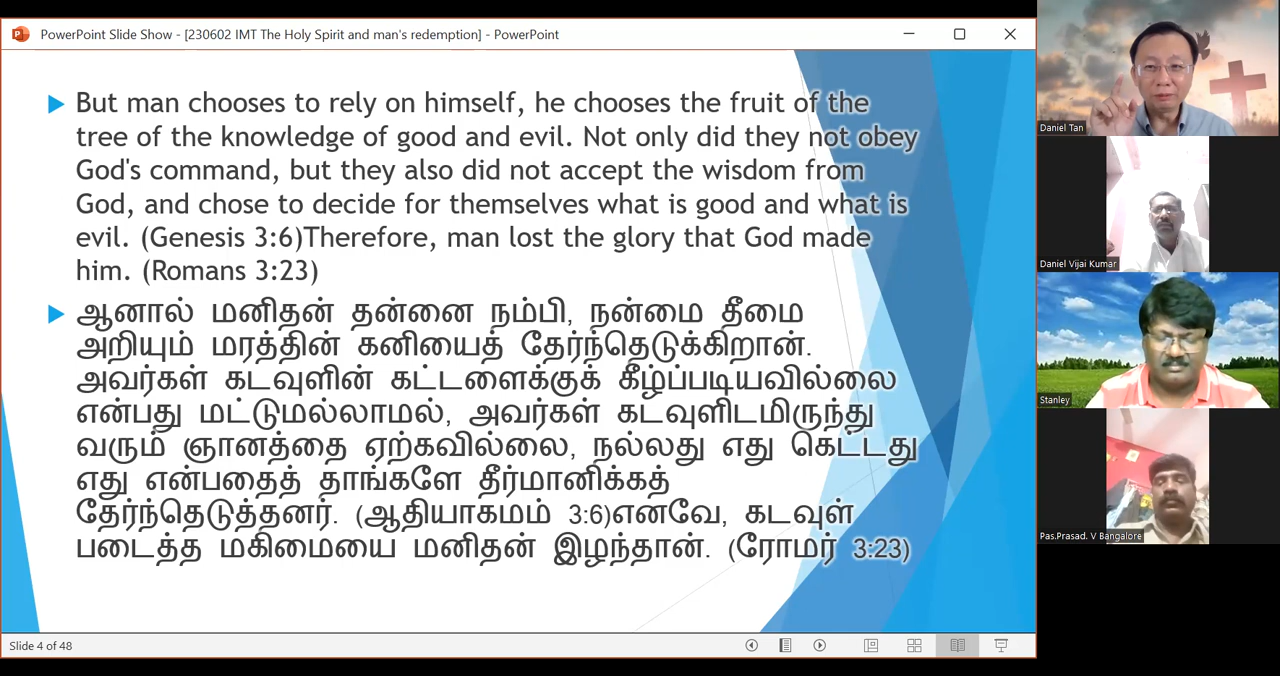 PowerPoint Slide Show - [230602 IMT The Holy Spirit and man's redemption] - PowerPoint
But man chooses to rely on himself, he chooses the fruit of the
tree of the knowledge of good and evil. Not only did they not obey
God's command, but they also did not accept the wisdom from
God, and chose to decide for themselves what is good and what is
evil. (Genesis 3:6)Therefore, man lost the glory that God made
him. (Romans 3:23)
ஆனால் மனிதன் தன்னை நம்பி, நன்மை தீமை
அறியும் மரத்தின் கனியைத் தேர்ந்தெடுக்கிறான்.
அவர்கள் கடவுளின் கட்டளைக்குக் கீழ்ப்படியவில்லை
என்பது மட்டுமல்லாமல், அவர்கள் கடவுளிடமிருந்து
வரும் ஞானத்தை ஏற்கவில்லை, நல்லது எது கெட்டது
எது என்பதைத் தாங்களே தீர்மானிக்கத்
தேர்ந்தெடுத்தனர். (ஆதியாகமம் 3:6)எனவே, கடவுள்
படைத்த மகிமையை மனிதன் இழந்தான். (ரோமர் 3:23)
Slide 4 of 48
Daniel Tan
Daniel Vijai Kumar
Stanley
Pas.Prasad. V Bangalore